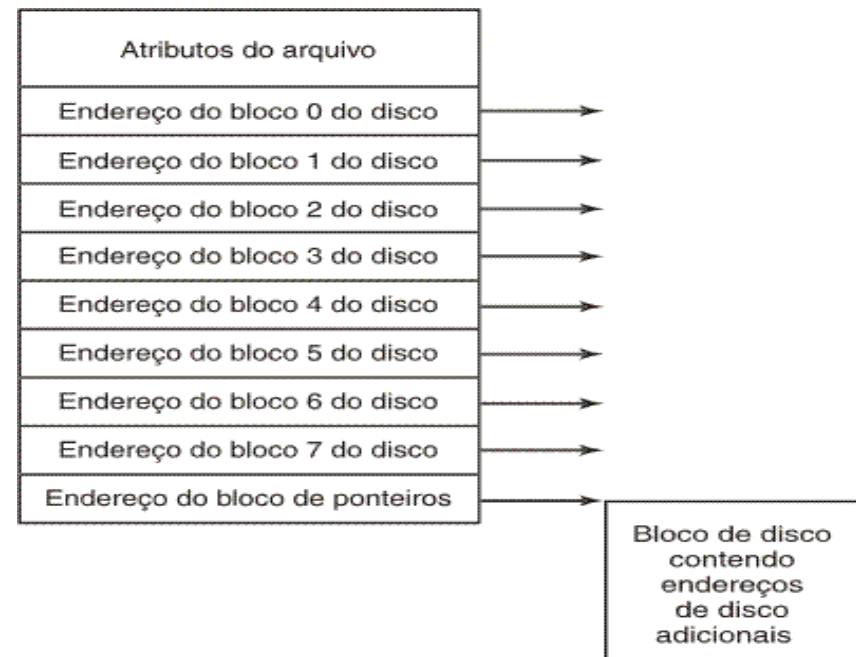 Atributos do arquivo
Endereço do bloco 0 do disco
Endereço do bloco 1 do disco
Endereço do bloco 2 do disco
Endereço do bloco 3 do disco
Endereço do bloco 4 do disco
Endereço do bloco 5 do disco
Endereço do bloco 6 do disco
Endereço do bloco 7 do disco
Endereço do bloco de ponteiros
Bloco de disco
contendo
endereços
de disco
adicionais